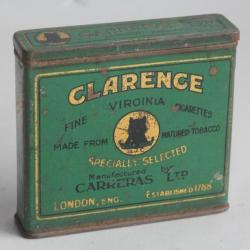 CLARENCE
VIRGINIA
FINE CIGARETTES
MADE FROM MATURED TOBACCO
SPECIALLY SELECTED
Manufactured by
CARRERAS LTD
LONDON, ENG. ESTABLISHED 1788